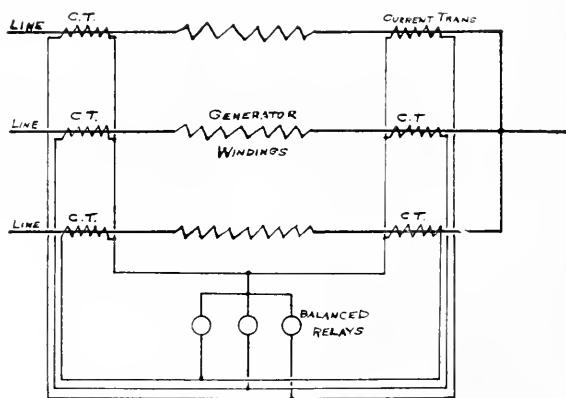 LINE
C.T.
CURRENT TRANS
LINE
C.T.
GENERATOR
WINDINGS
C.T
LINE
C.T.
C.T.
BALANCED
RELAYS